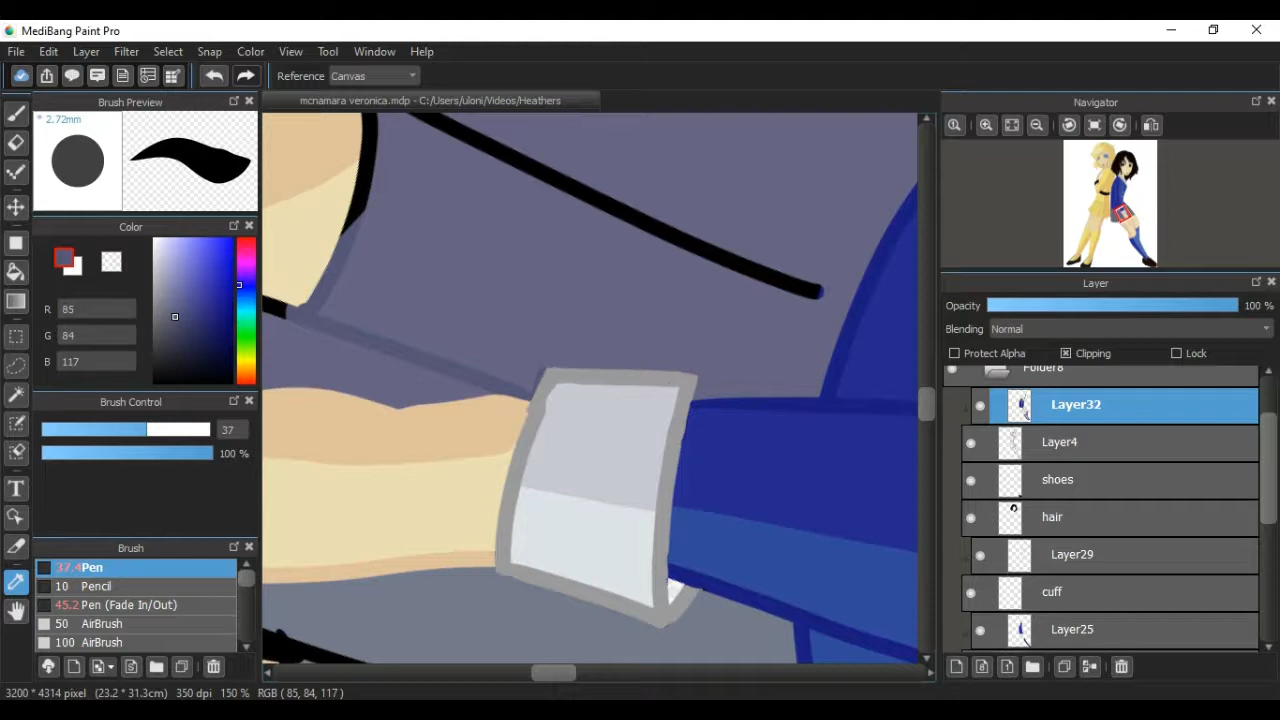 MediBang Paint Pro
File Edit Layer Filter Select Snap Color View Tool Window Help
Reference Canvas
Brush Preview
mcnamara veronica.mdp - C:/Users/uloni/Videos/Heathers
Navigator
* 2.72mm
Color
R 85
G 84
B 117
Layer
Opacity 100 %
Blending Normal
Protect Alpha Clipping Lock
Folder8
Brush Control
37
100 %
Layer32
Layer4
shoes
hair
Layer29
cuff
Layer25
Brush
37.4 Pen
10 Pencil
45.2 Pen (Fade In/Out)
50 AirBrush
100 AirBrush
3200 * 4314 pixel (23.2 * 31.3cm) 350 dpi 150 % RGB ( 85, 84, 117 )